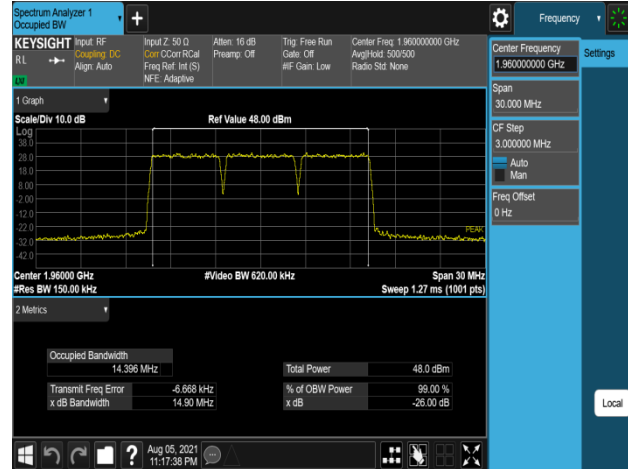 Spectrum Analyzer 1
Occupied BW
Frequency
KEYSIGHT
RL
Input: RF
Coupling: DC
Align: Auto
Input Z: 50 Ω
Corr CCorr RCal
Freq Ref: Int (S)
NFE: Adaptive
Atten: 16 dB
Preamp: Off
Trig: Free Run
Gate: Off
#IF Gain: Low
Center Freq: 1.960000000 GHz
Avg|Hold: 500/500
Radio Std: None
Center Frequency
1.960000000 GHz
Settings
Span
30.000 MHz
CF Step
3.000000 MHz
Auto
Man
Freq Offset
0 Hz
1 Graph
Scale/Div 10.0 dB
Ref Value 48.00 dBm
Log
38.0
28.0
18.0
8.00
-2.00
-12.0
-22.0
-32.0
-42.0
PEAK
Center 1.96000 GHz
#Video BW 620.00 kHz
Span 30 MHz
#Res BW 150.00 kHz
Sweep 1.27 ms (1001 pts)
2 Metrics
Occupied Bandwidth
14.396 MHz
Total Power
48.0 dBm
Transmit Freq Error
-6.668 kHz
% of OBW Power
99.00 %
x dB Bandwidth
14.90 MHz
x dB
-26.00 dB
Local
?
Aug 05, 2021
11:17:38 PM